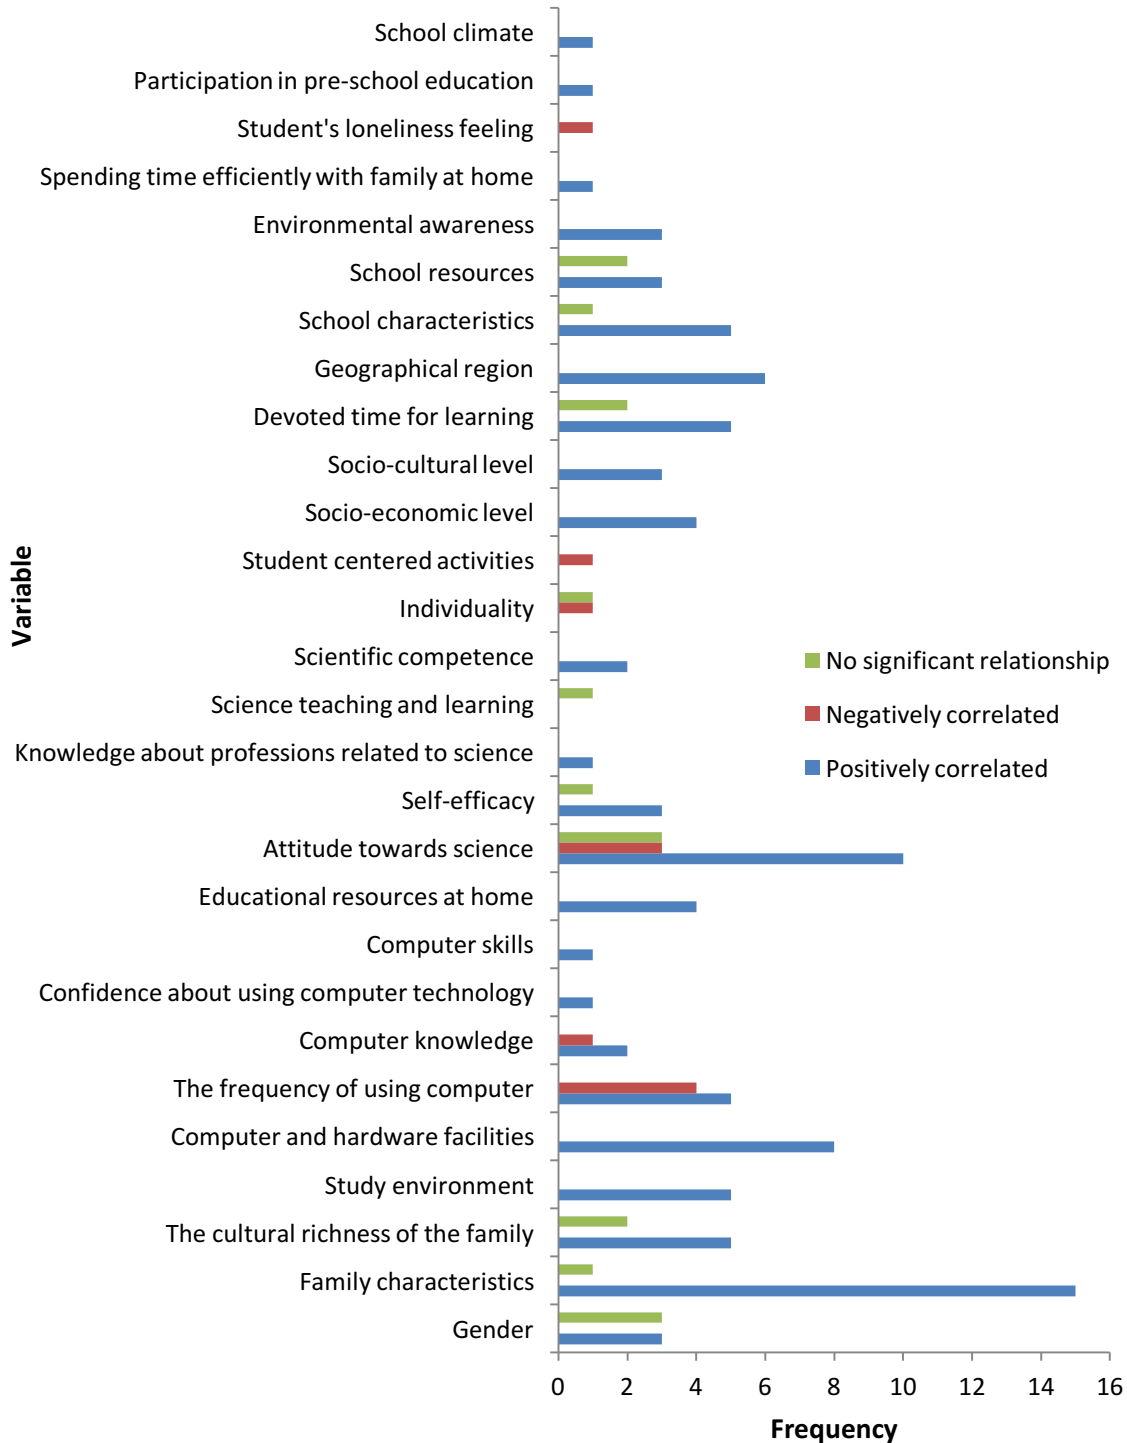 School climate
Participation in pre-school education
Student's loneliness feeling
Spending time efficiently with family at home
Environmental awareness
School resources
School characteristics
Geographical region
Devoted time for learning
Socio-cultural level
Socio-economic level
Student centered activities
Individuality
Scientific competence
Science teaching and learning
Knowledge about professions related to science
Self-efficacy
Attitude towards science
Educational resources at home
Computer skills
Confidence about using computer technology
Computer knowledge
The frequency of using computer
Computer and hardware facilities
Study environment
The cultural richness of the family
Family characteristics
Gender
Variable
No significant relationship
Negatively correlated
Positively correlated
0 2 4 6 8 10 12 14 16
Frequency